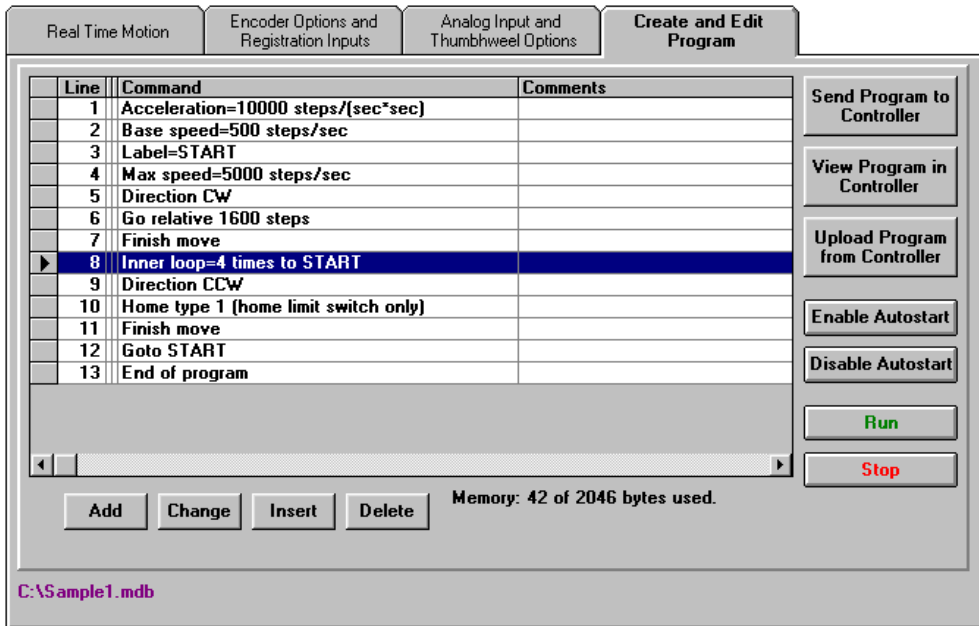 Real Time Motion
Encoder Options and
Registration Inputs
Analog Input and
Thumbhweel Options
Create and Edit
Program
Line Command Comments
1 Acceleration=10000 steps/(sec*sec)
2 Base speed=500 steps/sec
3 Label=START
4 Max speed=5000 steps/sec
5 Direction CW
6 Go relative 1600 steps
7 Finish move
8 Inner loop=4 times to START
9 Direction CCW
10 Home type 1 (home limit switch only)
11 Finish move
12 Goto START
13 End of program
Send Program to
Controller
View Program in
Controller
Upload Program
from Controller
Enable Autostart
Disable Autostart
Run
Stop
Add Change Insert Delete
Memory: 42 of 2046 bytes used.
C:\Sample1.mdb